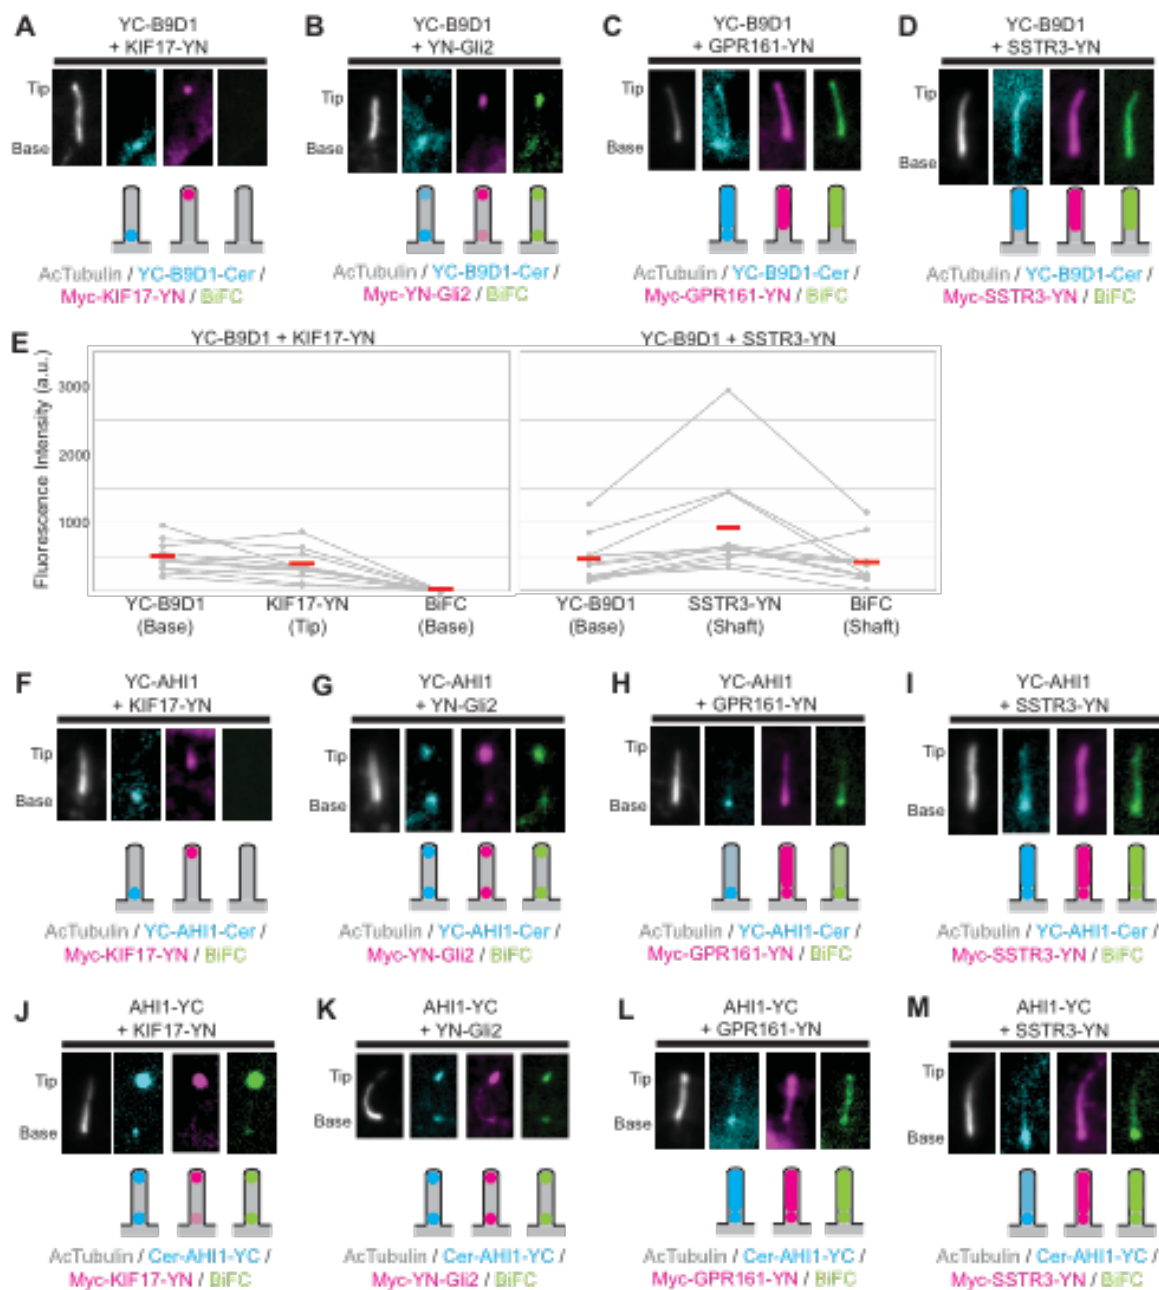 A
YC-B9D1
+ KIF17-YN
B
YC-B9D1
+ YN-Gli2
C
YC-B9D1
+ GPR161-YN
D
YC-B9D1
+ SSTR3-YN
Tip
Base
Tip
Base
Tip
Base
Tip
Base
AcTubulin / YC-B9D1-Cer /
Myc-KIF17-YN / BiFC
AcTubulin / YC-B9D1-Cer /
Myc-YN-Gli2 / BiFC
AcTubulin / YC-B9D1-Cer /
Myc-GPR161-YN / BiFC
AcTubulin / YC-B9D1-Cer /
Myc-SSTR3-YN / BiFC
E
YC-B9D1 + KIF17-YN
YC-B9D1 + SSTR3-YN
Fluorescence Intensity (a.u.)
3000
2000
1000
YC-B9D1
(Base)
KIF17-YN
(Tip)
BiFC
(Base)
YC-B9D1
(Base)
SSTR3-YN
(Shaft)
BiFC
(Shaft)
F
YC-AHI1
+ KIF17-YN
G
YC-AHI1
+ YN-Gli2
H
YC-AHI1
+ GPR161-YN
I
YC-AHI1
+ SSTR3-YN
Tip
Base
Tip
Base
Tip
Base
Tip
Base
AcTubulin / YC-AHI1-Cer /
Myc-KIF17-YN / BiFC
AcTubulin / YC-AHI1-Cer /
Myc-YN-Gli2 / BiFC
AcTubulin / YC-AHI1-Cer /
Myc-GPR161-YN / BiFC
AcTubulin / YC-AHI1-Cer /
Myc-SSTR3-YN / BiFC
J
AHI1-YC
+ KIF17-YN
K
AHI1-YC
+ YN-Gli2
L
AHI1-YC
+ GPR161-YN
M
AHI1-YC
+ SSTR3-YN
Tip
Base
Tip
Base
Tip
Base
Tip
Base
AcTubulin / Cer-AHI1-YC /
Myc-KIF17-YN / BiFC
AcTubulin / Cer-AHI1-YC /
Myc-YN-Gli2 / BiFC
AcTubulin / Cer-AHI1-YC /
Myc-GPR161-YN / BiFC
AcTubulin / Cer-AHI1-YC /
Myc-SSTR3-YN / BiFC